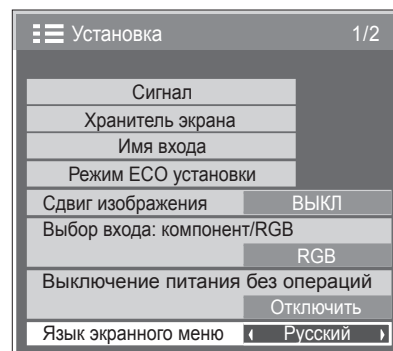 Установка 1/2
Сигнал
Хранитель экрана
Имя входа
Режим ECO установки
Сдвиг изображения ВЫКЛ
Выбор входа: компонент/RGB
RGB
Выключение питания без операций
Отключить
Язык экранного меню Русский